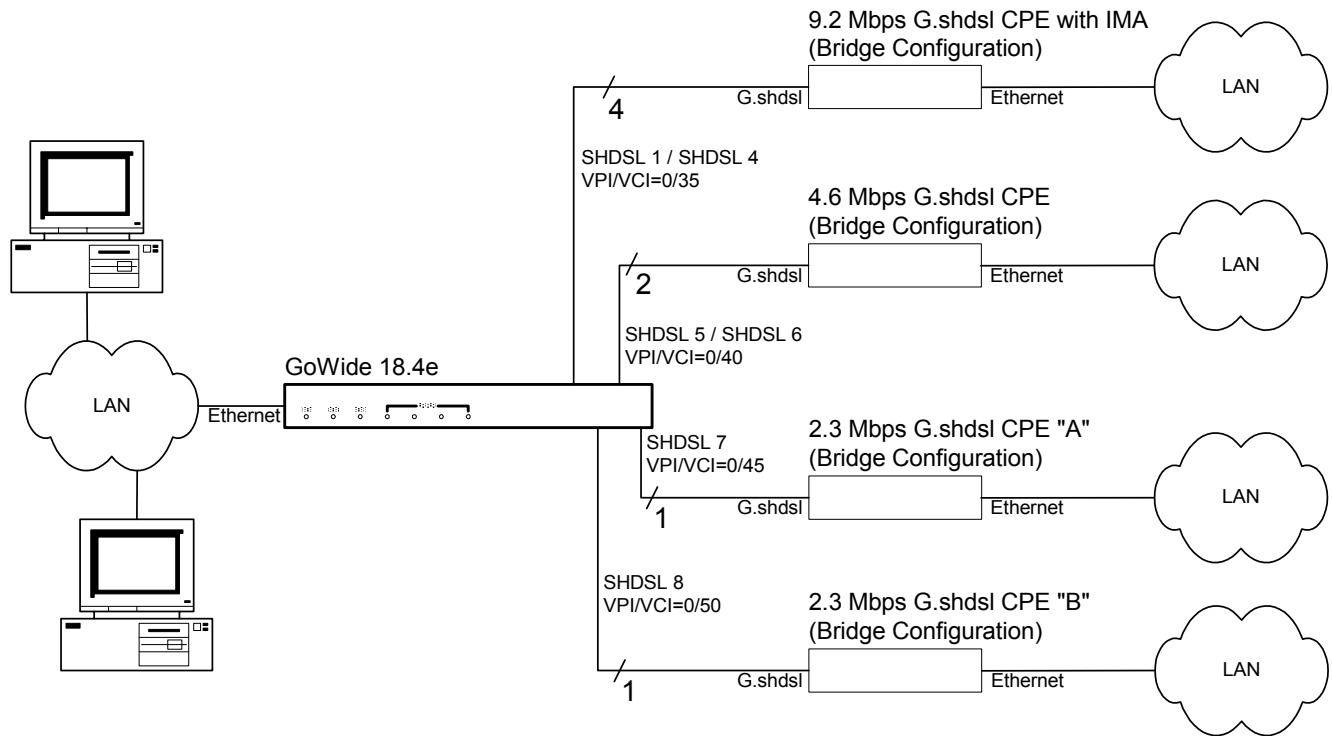 9.2 Mbps G.shdsl CPE with IMA
(Bridge Configuration)
G.shdsl
Ethernet
LAN
4
SHDSL 1 / SHDSL 4
VPI/VCI=0/35
4.6 Mbps G.shdsl CPE
(Bridge Configuration)
G.shdsl
Ethernet
LAN
2
SHDSL 5 / SHDSL 6
VPI/VCI=0/40
GoWide 18.4e
LAN
Ethernet
SHDSL 7
VPI/VCI=0/45
1
2.3 Mbps G.shdsl CPE "A"
(Bridge Configuration)
G.shdsl
Ethernet
LAN
SHDSL 8
VPI/VCI=0/50
1
2.3 Mbps G.shdsl CPE "B"
(Bridge Configuration)
G.shdsl
Ethernet
LAN